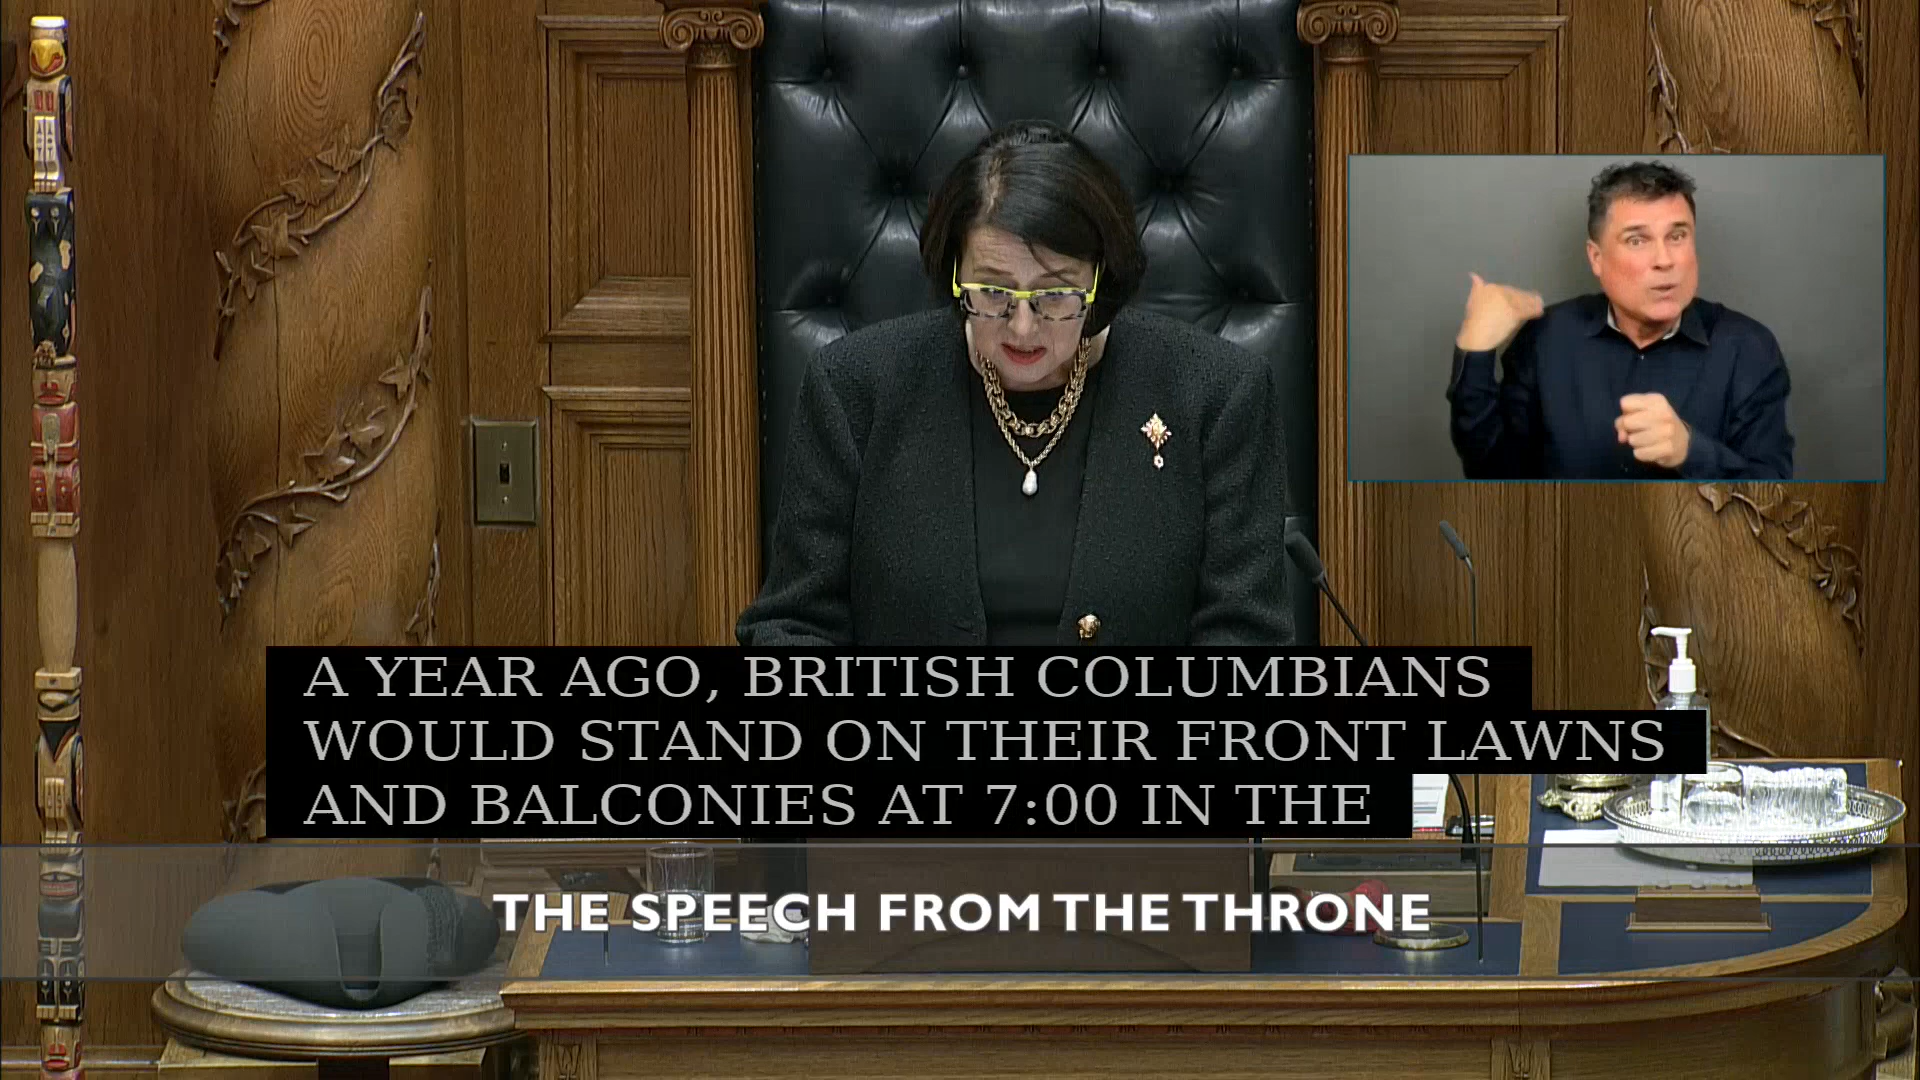 A YEAR AGO, BRITISH COLUMBIANS
WOULD STAND ON THEIR FRONT LAWNS
AND BALCONIES AT 7:00 IN THE
THE SPEECH FROM THE THRONE